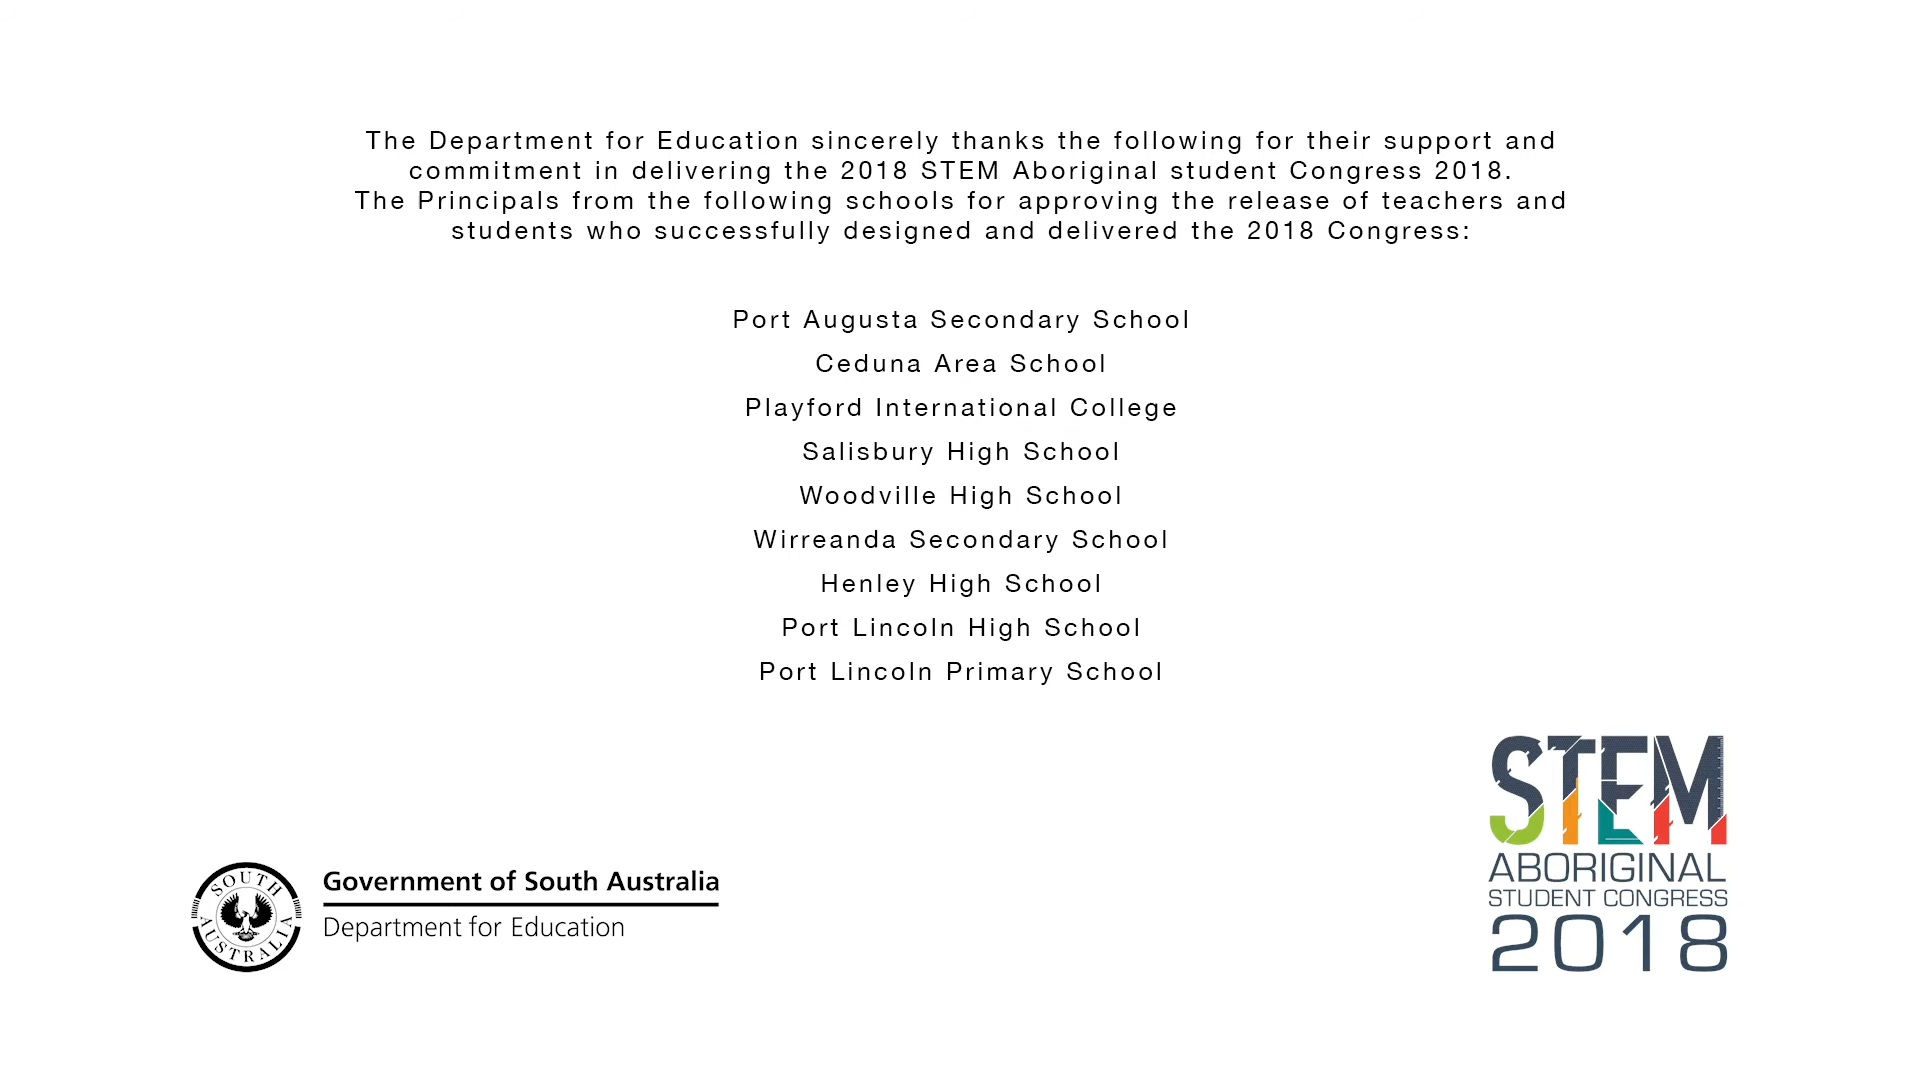 The Department for Education sincerely thanks the following for their support and
commitment in delivering the 2018 STEM Aboriginal student Congress 2018.
The Principals from the following schools for approving the release of teachers and
students who successfully designed and delivered the 2018 Congress:
Port Augusta Secondary School
Ceduna Area School
Playford International College
Salisbury High School
Woodville High School
Wirreanda Secondary School
Henley High School
Port Lincoln High School
Port Lincoln Primary School
SOUTH AUSTRALIA
Government of South Australia
Department for Education
STEM
ABORIGINAL
STUDENT CONGRESS
2018